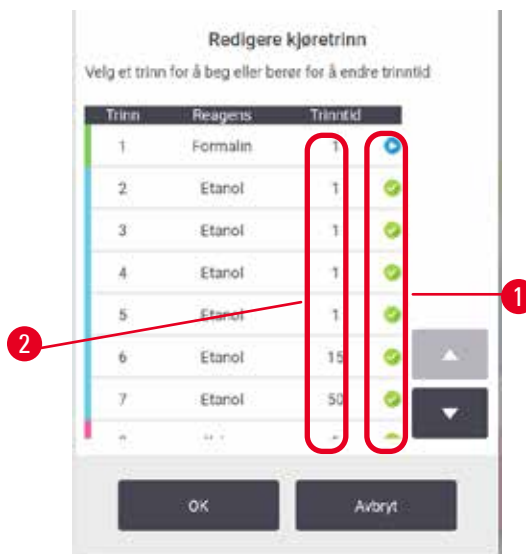 Redigere kjøretrinn
Velg et trinn for å beg eller berør for å endre trinntid
Trinn Reagens Trinntid
1 Formalin 1
2 Etanol 1
3 Etanol 1
4 Etanol 1
5 Etanol 1
1
2
6 Etanol 15
7 Etanol 50
OK Avbryt